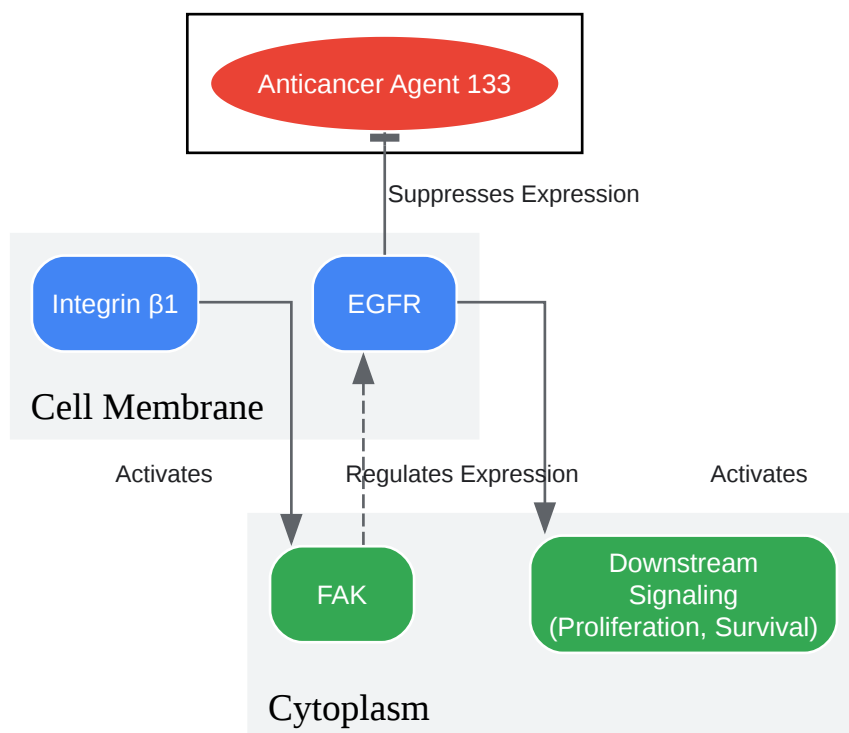 Anticancer Agent 133
Suppresses Expression
Integrin β1
EGFR
Cell Membrane
Activates
Regulates Expression
Activates
FAK
Downstream
Signaling
(Proliferation, Survival)
Cytoplasm